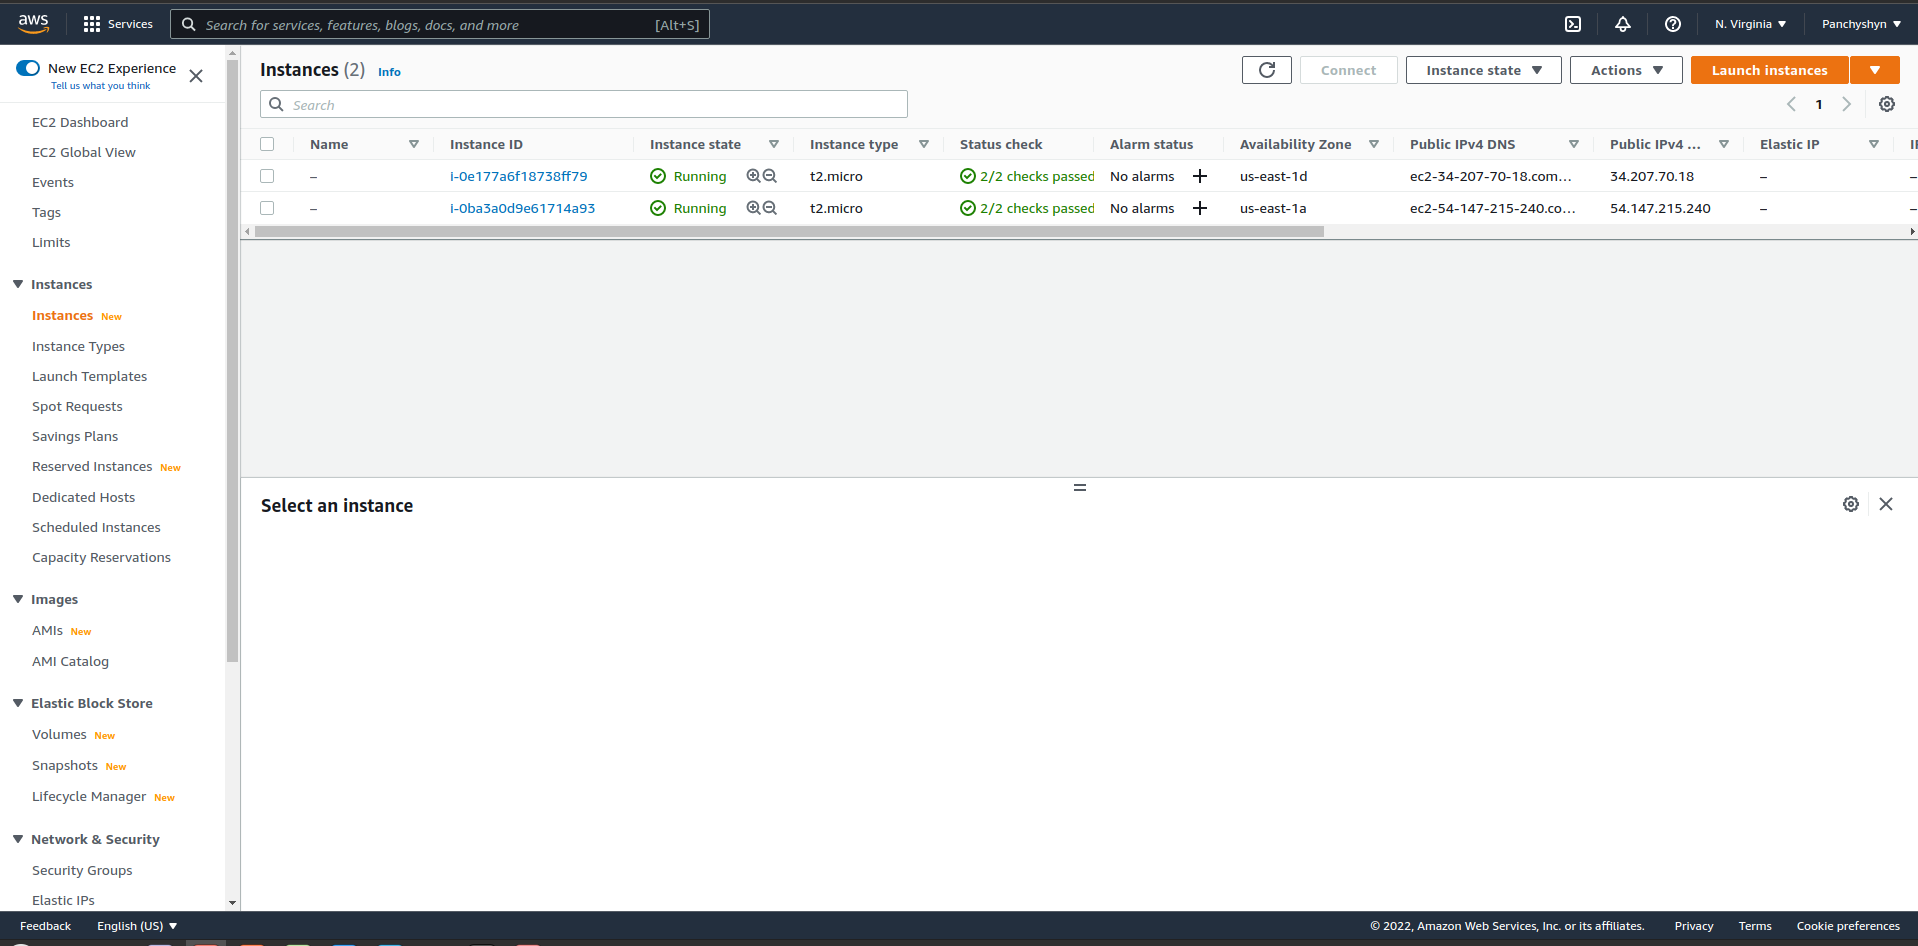 aws Services Search for services, features, blogs, docs, and more [Alt+S] N. Virginia Panchyshyn
New EC2 Experience
Tell us what you think
EC2 Dashboard
EC2 Global View
Events
Tags
Limits
Instances
Instances New
Instance Types
Launch Templates
Spot Requests
Savings Plans
Reserved Instances New
Dedicated Hosts
Scheduled Instances
Capacity Reservations
Images
AMIs New
AMI Catalog
Elastic Block Store
Volumes New
Snapshots New
Lifecycle Manager New
Network & Security
Security Groups
Elastic IPs
Instances (2) Info Connect Instance state Actions Launch instances
Search 1
Name Instance ID Instance state Instance type Status check Alarm status Availability Zone Public IPv4 DNS Public IPv4 ... Elastic IP
– i-0e177a6f18738ff79 Running t2.micro 2/2 checks passed No alarms + us-east-1d ec2-34-207-70-18.com... 34.207.70.18 – –
– i-0ba3a0d9e61714a93 Running t2.micro 2/2 checks passed No alarms + us-east-1a ec2-54-147-215-240.co... 54.147.215.240 – –
Select an instance
Feedback English (US) © 2022, Amazon Web Services, Inc. or its affiliates. Privacy Terms Cookie preferences